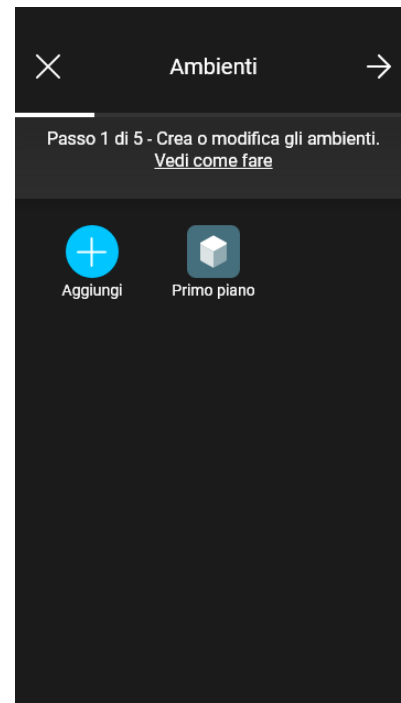 Ambienti
Passo 1 di 5 - Crea o modifica gli ambienti.
Vedi come fare
Aggiungi
Primo piano